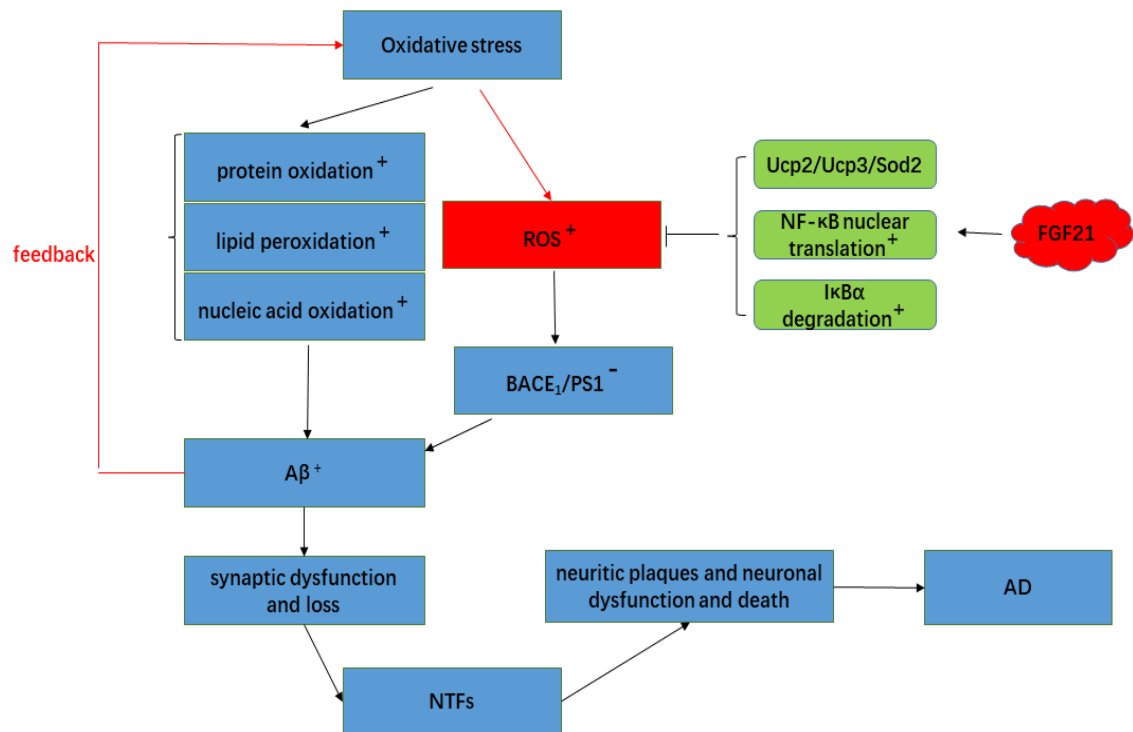 Oxidative stress
protein oxidation +
lipid peroxidation +
nucleic acid oxidation +
feedback
ROS +
Ucp2/Ucp3/Sod2
NF-κB nuclear
translation +
IκBα
degradation +
FGF21
BACE₁/PS1 -
Aβ +
synaptic dysfunction
and loss
neuritic plaques and neuronal
dysfunction and death
AD
NTFs